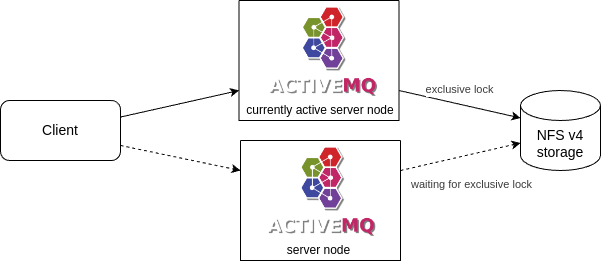 ACTIVEMQ
currently active server node
exclusive lock
Client
NFS v4
storage
ACTIVEMQ
waiting for exclusive lock
server node